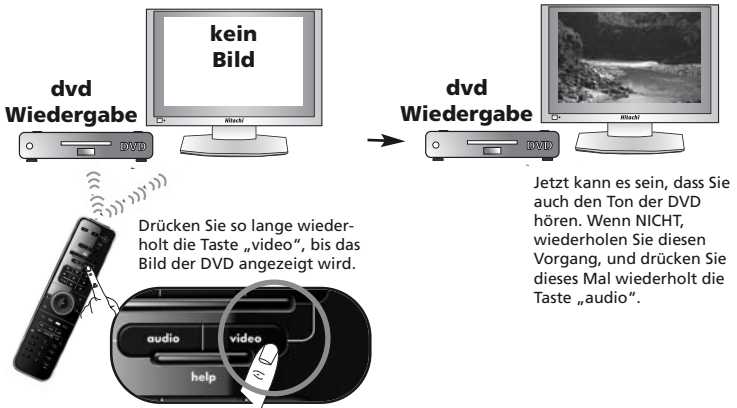 kein
Bild
dvd
Wiedergabe
Hitachi
DVD
dvd
Wiedergabe
Hitachi
DVD
Drücken Sie so lange wieder-
holt die Taste „video“, bis das
Bild der DVD angezeigt wird.
audio
video
help
Jetzt kann es sein, dass Sie
auch den Ton der DVD
hören. Wenn NICHT,
wiederholen Sie diesen
Vorgang, und drücken Sie
dieses Mal wiederholt die
Taste „audio“.